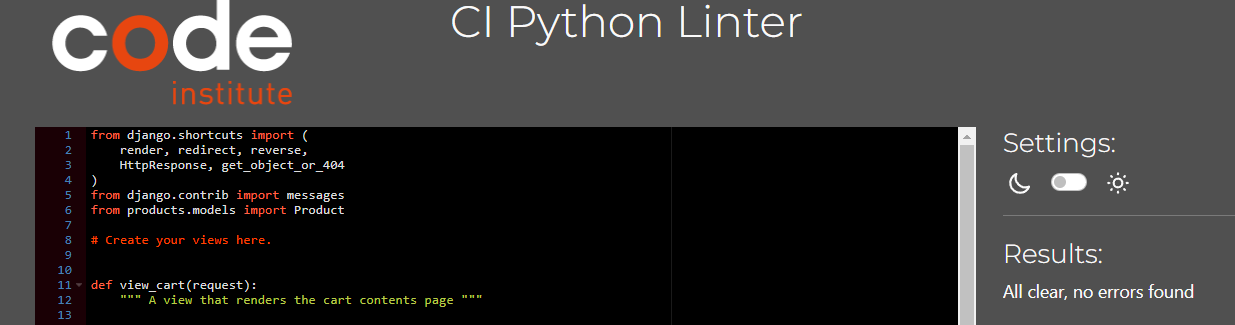 code
institute
CI Python Linter
1 from django.shortcuts import (
2     render, redirect, reverse,
3     HttpResponse, get_object_or_404
4 )
5 from django.contrib import messages
6 from products.models import Product
7
8 # Create your views here.
9
10
11 def view_cart(request):
12     """ A view that renders the cart contents page """
13
Settings:
Results:
All clear, no errors found